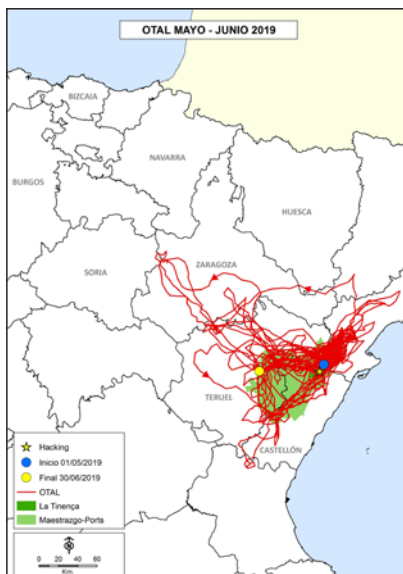 OTAL MAYO - JUNIO 2019
BIZCAIA
NAVARRA
BURGOS
HUESCA
ZARAGOZA
SORIA
TERUEL
CASTELLÓN
Hacking
Inicio 01/05/2019
Final 30/06/2019
OTAL
La Tinença
Maestrazgo-Ports
N
0 20 40 60
Km.